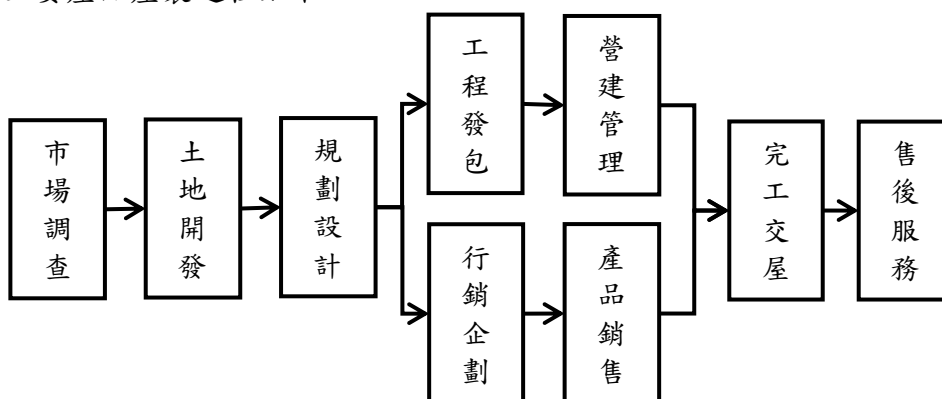 市場調查
土地開發
規劃設計
工程發包
營建管理
行銷企劃
產品銷售
完工交屋
售後服務